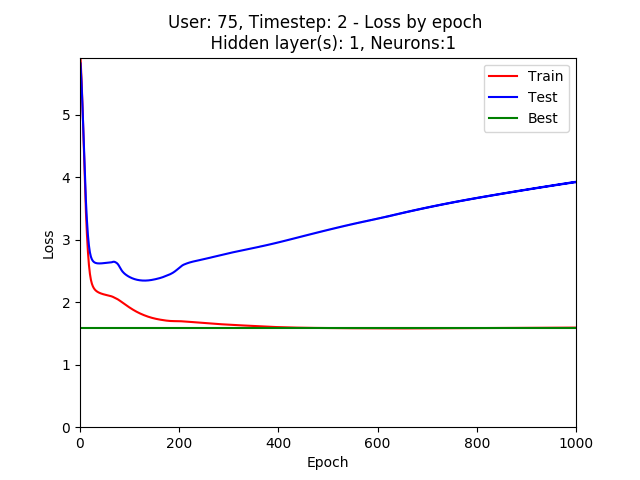 User: 75, Timestep: 2 - Loss by epoch
Hidden layer(s): 1, Neurons:1
Train
Test
Best
5
4
3
2
1
0
Loss
0 200 400 600 800 1000
Epoch